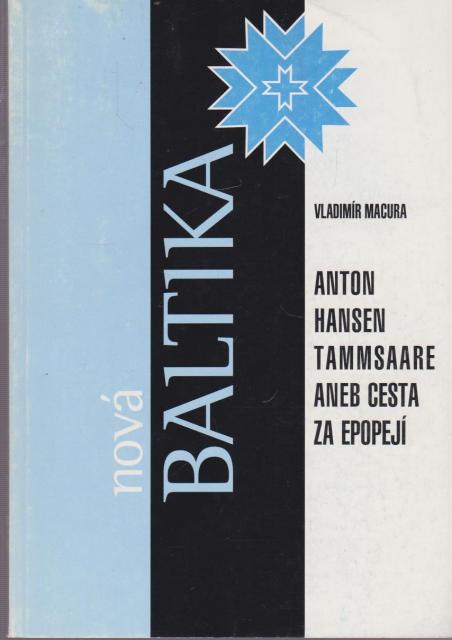 nová
BALTIKA
VLADIMÍR MACURA
ANTON
HANSEN
TAMMSAARE
ANEB CESTA
ZA EPOPEJÍ